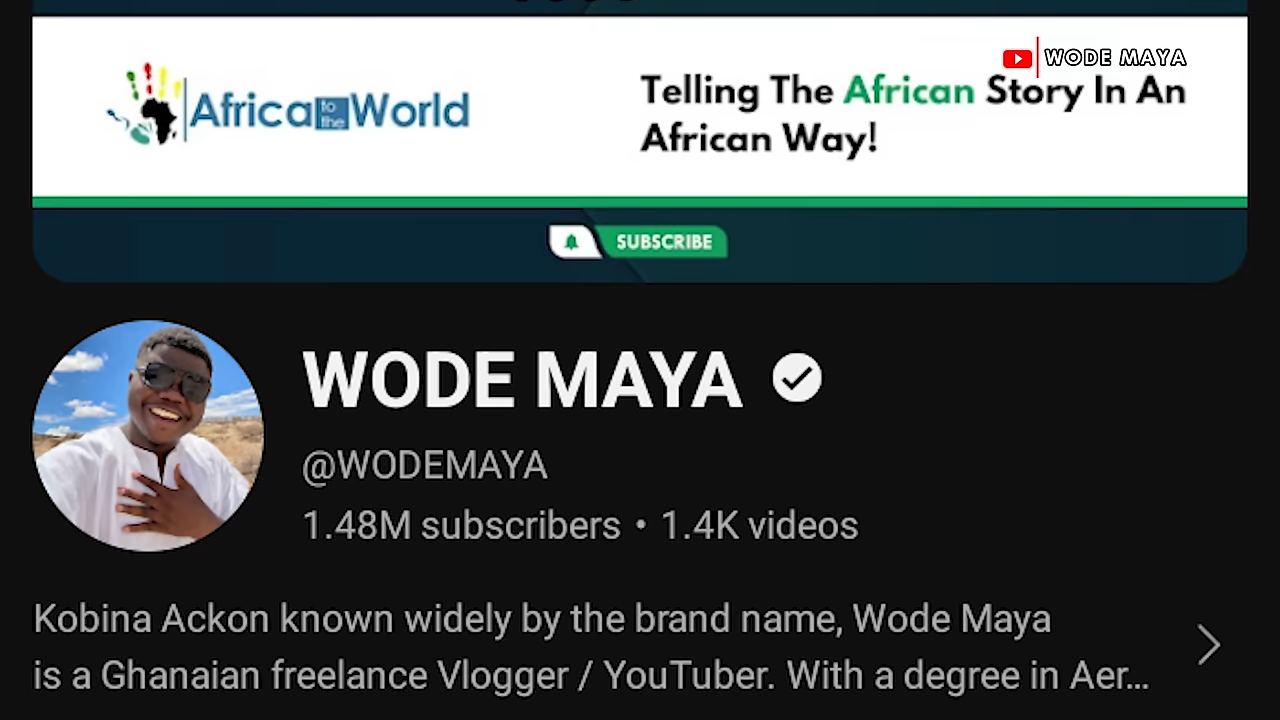 Africa to the World
WODE MAYA
Telling The African Story In An
African Way!
SUBSCRIBE
WODE MAYA
@WODEMAYA
1.48M subscribers • 1.4K videos
Kobina Ackon known widely by the brand name, Wode Maya
is a Ghanaian freelance Vlogger / YouTuber. With a degree in Aer...